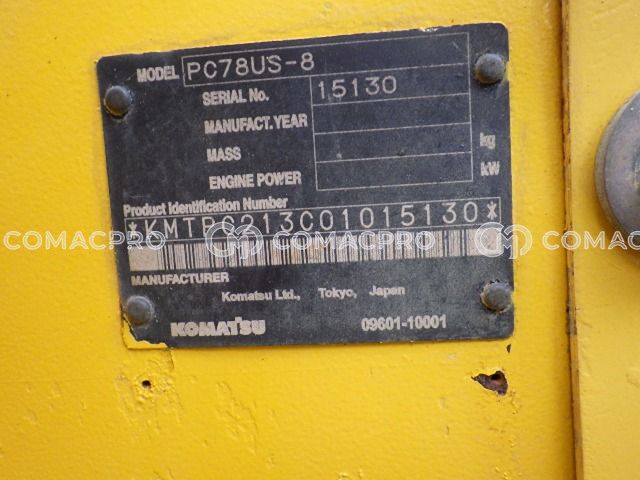 MODEL PC78US-8
SERIAL No. 15130
MANUFACT.YEAR
MASS kg
ENGINE POWER kW
Product Identification Number
*KMTPC213C01015130*
COMACPRO COMACPRO COMACPRO
MANUFACTURER
Komatsu Ltd., Tokyo, Japan
KOMATSU 09601-10001